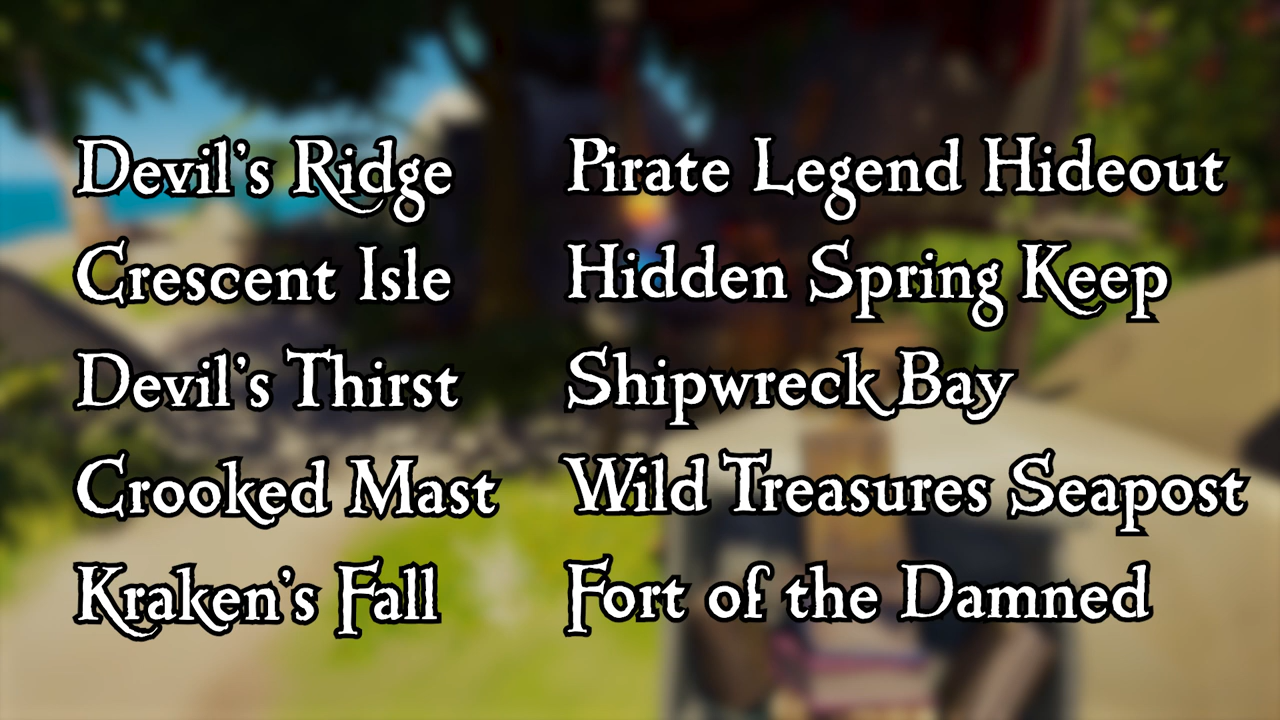 Devil's Ridge
Crescent Isle
Devil's Thirst
Crooked Mast
Kraken's Fall
Pirate Legend Hideout
Hidden Spring Keep
Shipwreck Bay
Wild Treasures Seapost
Fort of the Damned